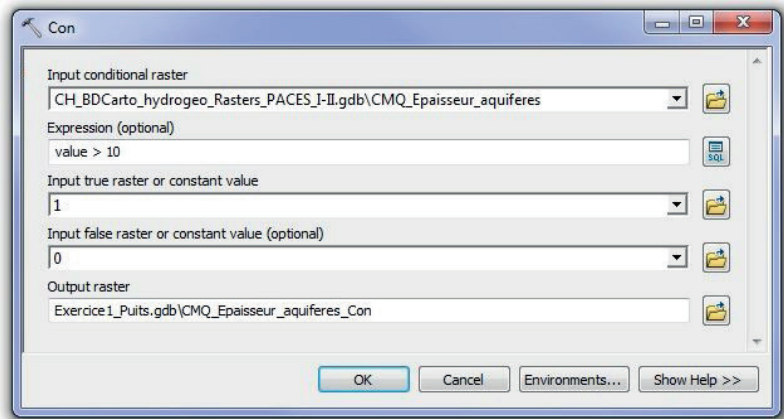 Con
Input conditional raster
CH_BDCarto_hydrogeo_Rasters_PACES_I-II.gdb\CMQ_Epaisseur_aquiferes
Expression (optional)
value > 10
SQL
Input true raster or constant value
1
Input false raster or constant value (optional)
0
Output raster
Exercice1_Puits.gdb\CMQ_Epaisseur_aquiferes_Con
OK Cancel Environments... Show Help >>